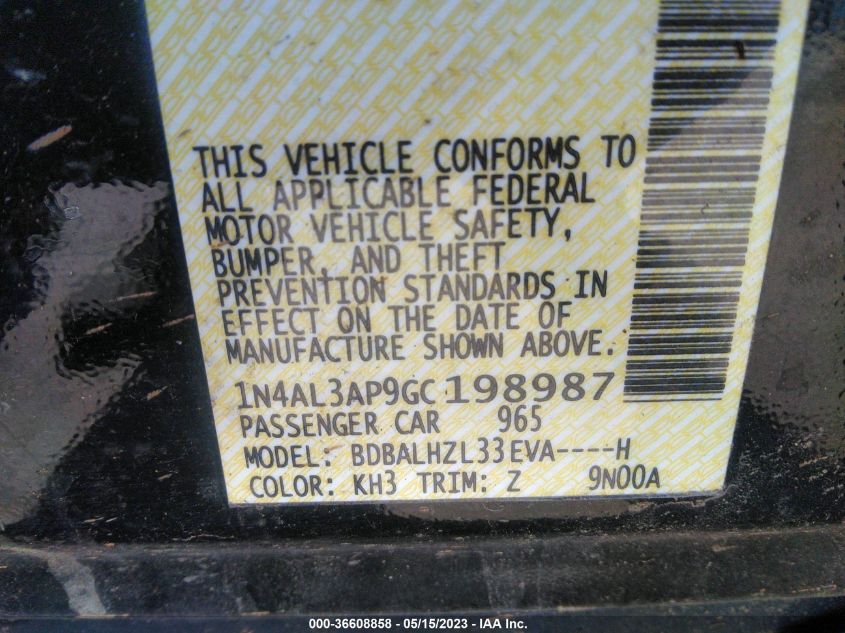 THIS VEHICLE CONFORMS TO
ALL APPLICABLE FEDERAL
MOTOR VEHICLE SAFETY,
BUMPER, AND THEFT
PREVENTION STANDARDS IN
EFFECT ON THE DATE OF
MANUFACTURE SHOWN ABOVE.
1N4AL3AP9GC198987
PASSENGER CAR 965
MODEL: BDBALHZL33EVA----H
COLOR: KH3 TRIM: Z 9N00A
000-36608858 - 05/15/2023 - IAA Inc.